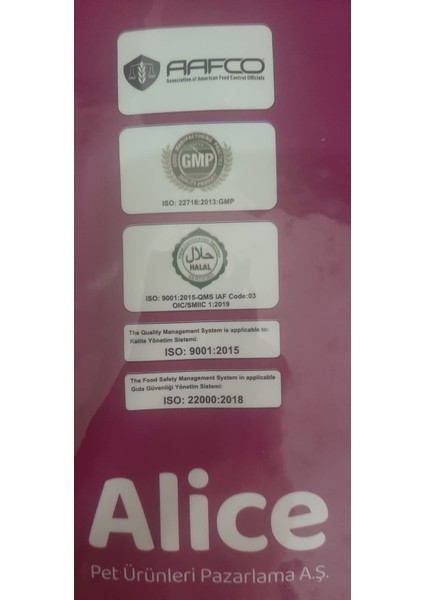 AAFCO
Association of American Feed Control Officials
GMP
ISO: 22716:2013:GMP
حلال
HALAL
ISO: 9001:2015-QMS IAF Code:03
OIC/SMIIC 1:2019
The Quality Management System is applicable to:
Kalite Yönetim Sistemi:
ISO: 9001:2015
The Food Safety Management System in applicable
Gıda Güvenliği Yönetim Sistemi:
ISO: 22000:2018
Alice
Pet Ürünleri Pazarlama A.Ş.